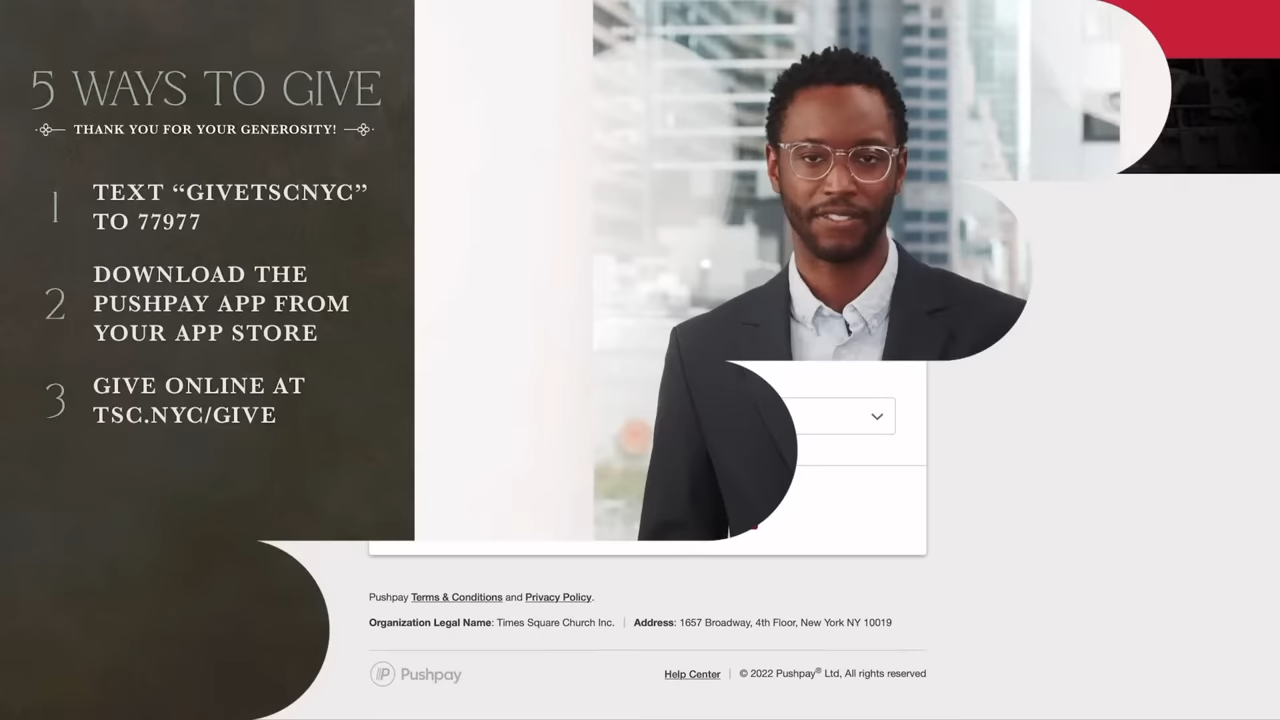 5 WAYS TO GIVE
THANK YOU FOR YOUR GENEROSITY!
1 TEXT “GIVETSCNYC”
TO 77977
2 DOWNLOAD THE
PUSHPAY APP FROM
YOUR APP STORE
3 GIVE ONLINE AT
TSC.NYC/GIVE
Pushpay Terms & Conditions and Privacy Policy.
Organization Legal Name: Times Square Church Inc. | Address: 1657 Broadway, 4th Floor, New York NY 10019
Pushpay
Help Center | © 2022 Pushpay® Ltd, All rights reserved